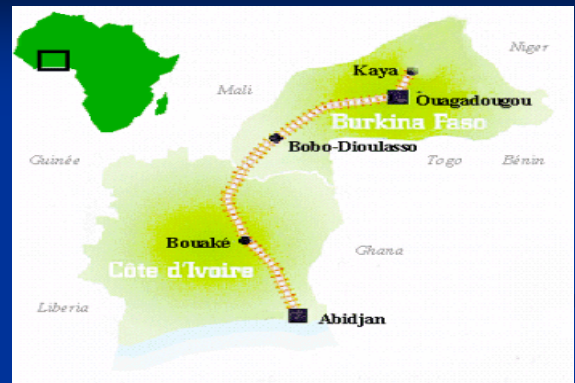 Niger
Kaya
Mali
Ouagadougou
Burkina Faso
Bobo-Dioulasso
Guinée
Togo
Bénin
Bouaké
Ghana
Côte d'Ivoire
Liberia
Abidjan